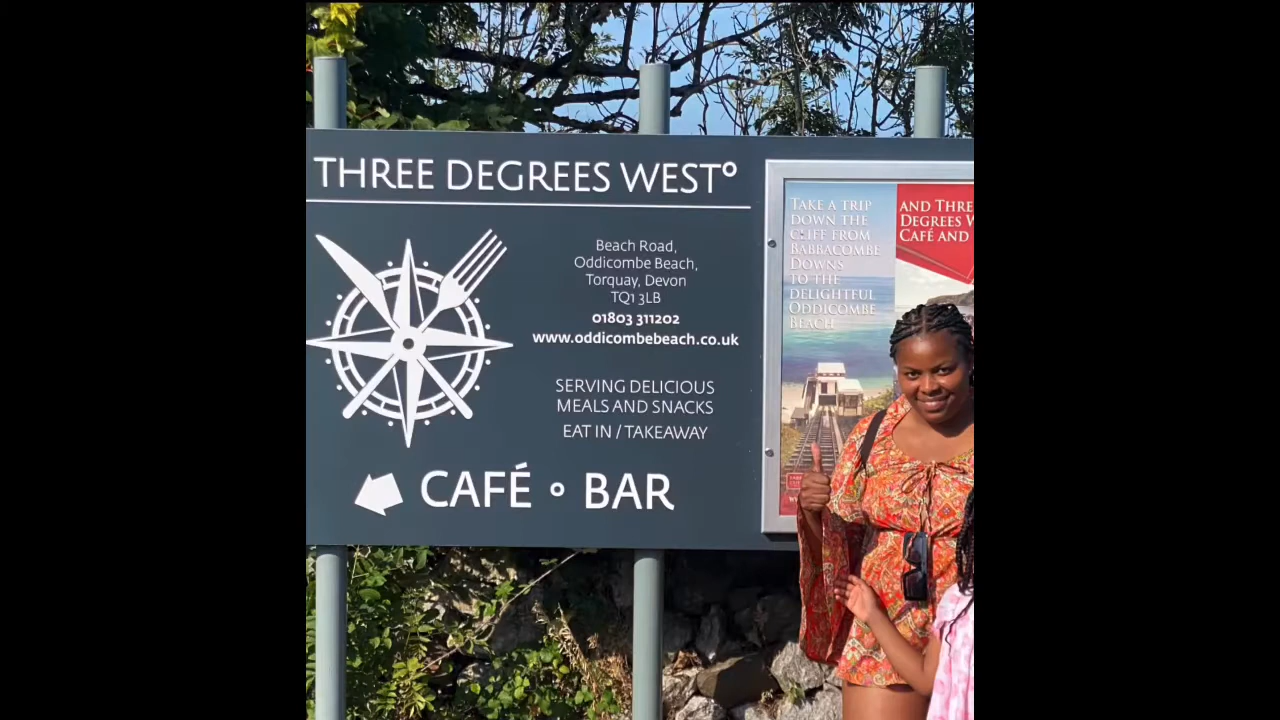 THREE DEGREES WEST°
Beach Road,
Oddicombe Beach,
Torquay, Devon
TQ1 3LB
01803 311202
www.oddicombebeach.co.uk
SERVING DELICIOUS
MEALS AND SNACKS
EAT IN / TAKEAWAY
CAFÉ ° BAR
TAKE A TRIP
DOWN THE
CLIFF FROM
BABBACOMBE
DOWNS
TO THE
DELIGHTFUL
ODDICOMBE
BEACH
AND THREE
DEGREES W
CAFÉ AND